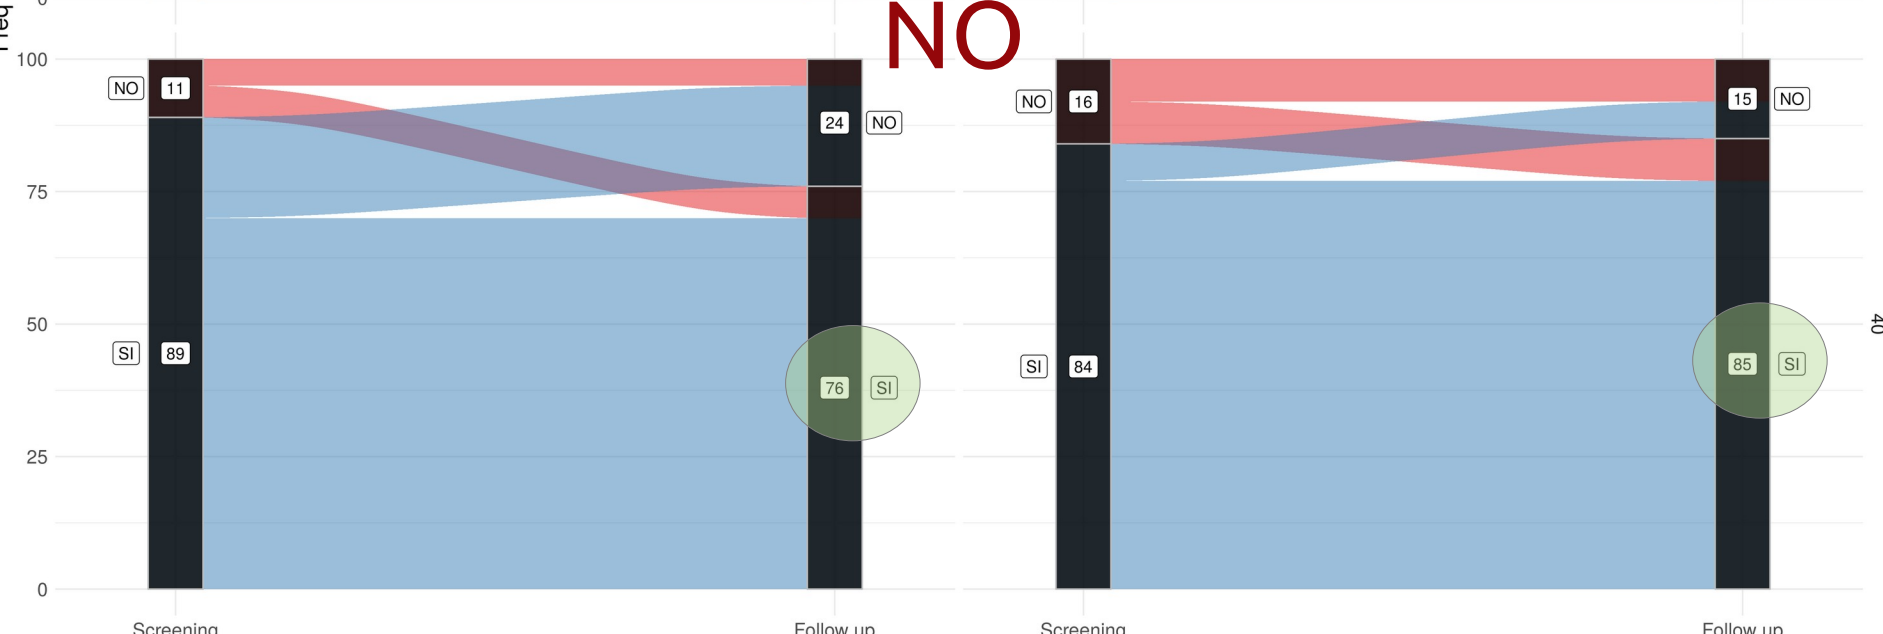 NO
100
NO 11
24 NO
NO 16
15 NO
75
50
40
SI 89
76 SI
SI 84
85 SI
25
0
Screening
Follow up
Screening
Follow up